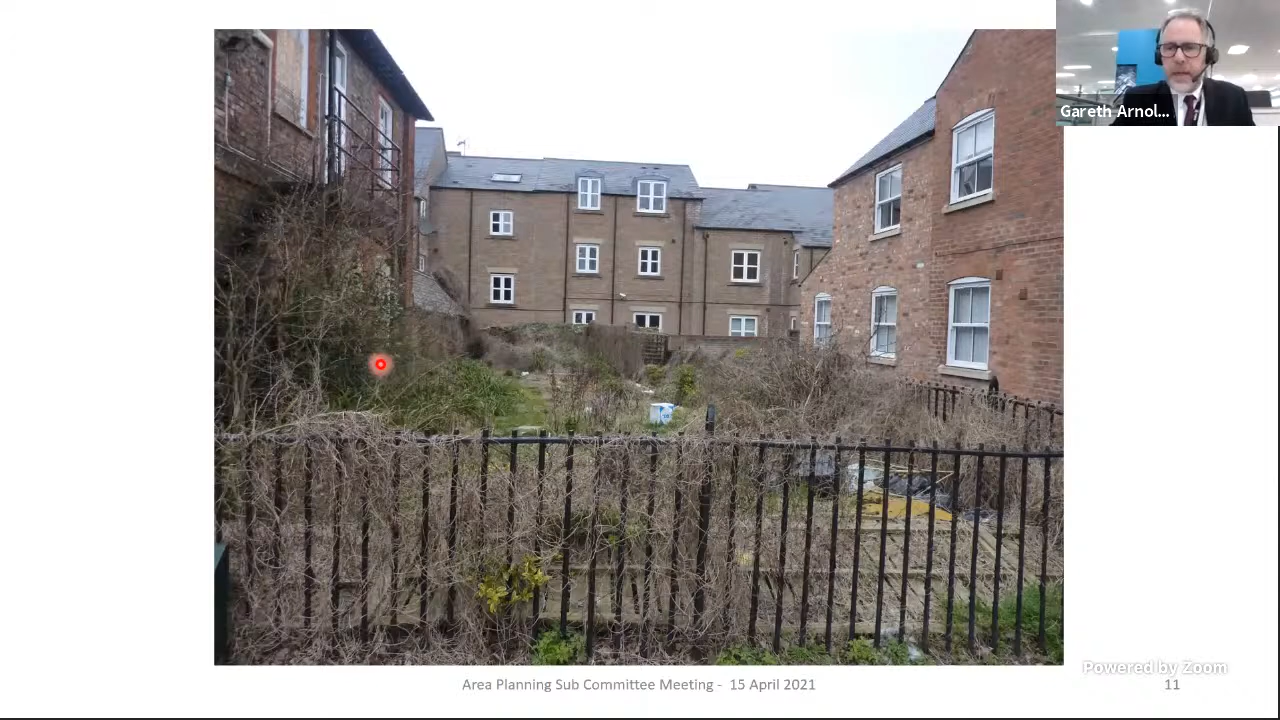 Gareth Arnol...
Powered by Zoom
Area Planning Sub Committee Meeting - 15 April 2021
11